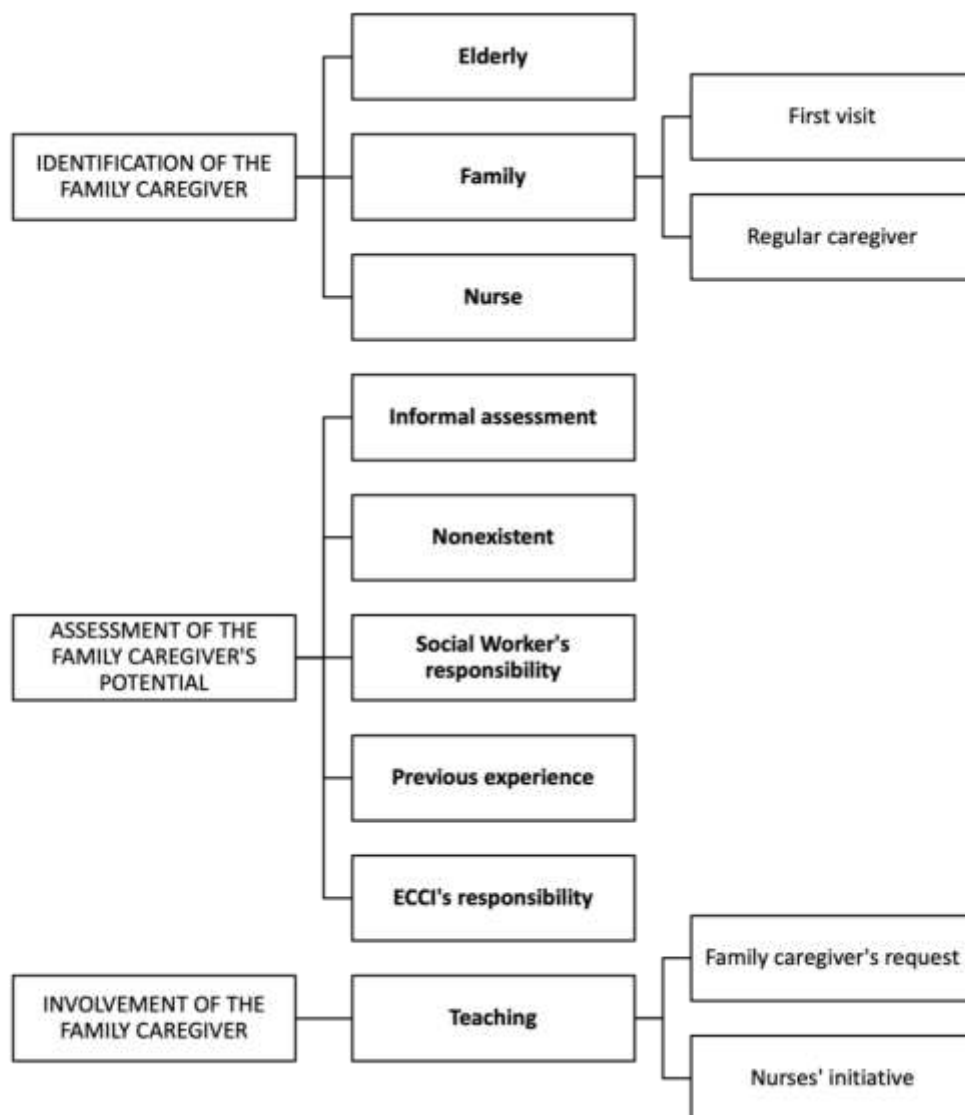 IDENTIFICATION OF THE
FAMILY CAREGIVER
Elderly
Family
First visit
Regular caregiver
Nurse
ASSESSMENT OF THE
FAMILY CAREGIVER'S
POTENTIAL
Informal assessment
Nonexistent
Social Worker's
responsibility
Previous experience
ECCI's responsibility
INVOLVEMENT OF THE
FAMILY CAREGIVER
Teaching
Family caregiver's request
Nurses' initiative